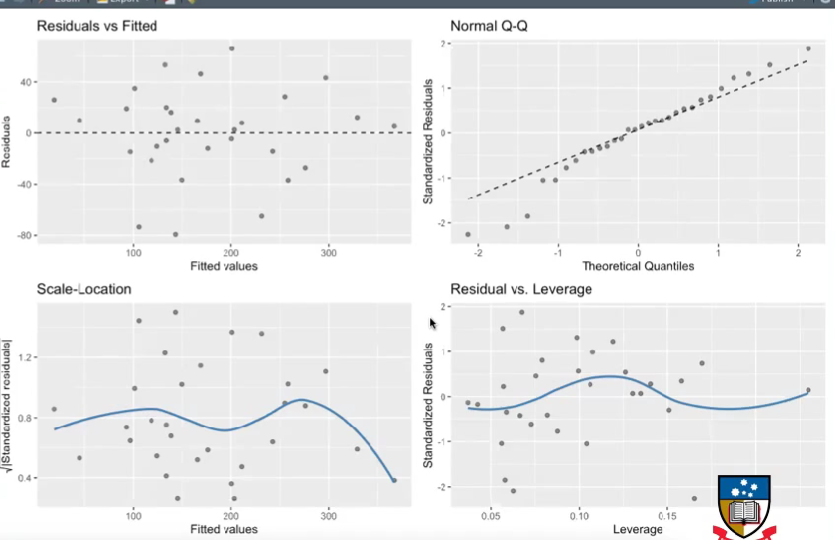 Zoom
Export
Publish
Residuals vs Fitted
40
0
-40
-80
Residuals
100
200
300
Fitted values
Normal Q-Q
2
1
0
-1
-2
Standardized Residuals
-2
-1
0
1
2
Theoretical Quantiles
Scale-Location
1.2
0.8
0.4
√|Standardized residuals|
100
200
300
Fitted values
Residual vs. Leverage
2
1
0
-1
-2
Standardized Residuals
0.05
0.10
0.15
Leverage